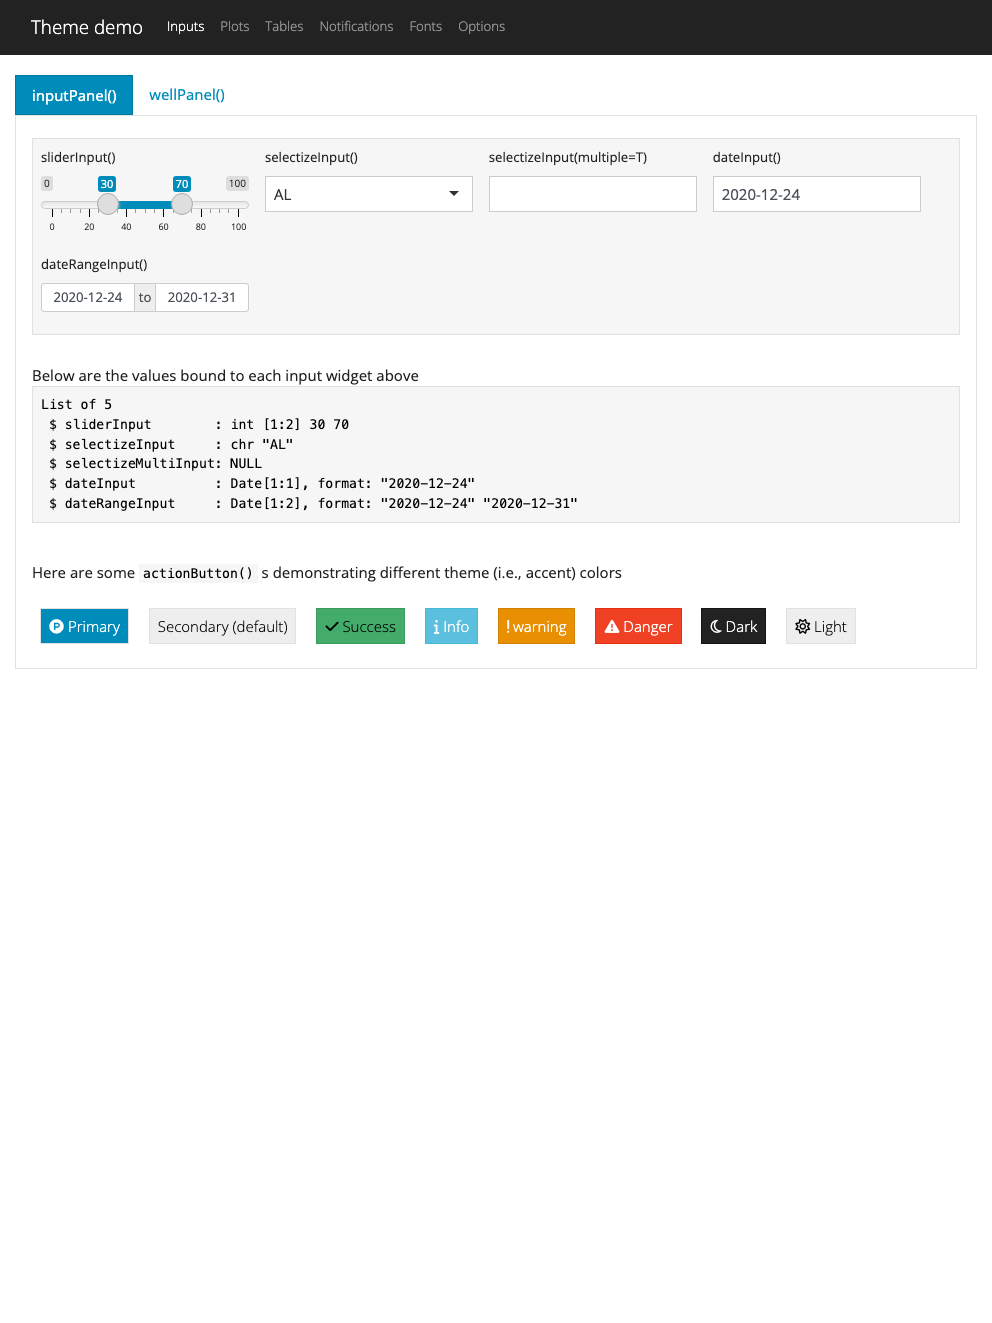 Theme demo Inputs Plots Tables Notifications Fonts Options
inputPanel() wellPanel()
sliderInput() selectizeInput() selectizeInput(multiple=T) dateInput()
0 30 70 100
AL 2020-12-24
0 20 40 60 80 100
dateRangeInput()
2020-12-24 to 2020-12-31
Below are the values bound to each input widget above
List of 5
 $ sliderInput        : int [1:2] 30 70
 $ selectizeInput     : chr "AL"
 $ selectizeMultiInput: NULL
 $ dateInput          : Date[1:1], format: "2020-12-24"
 $ dateRangeInput     : Date[1:2], format: "2020-12-24" "2020-12-31"
Here are some actionButton() s demonstrating different theme (i.e., accent) colors
Primary Secondary (default) Success Info warning Danger Dark Light